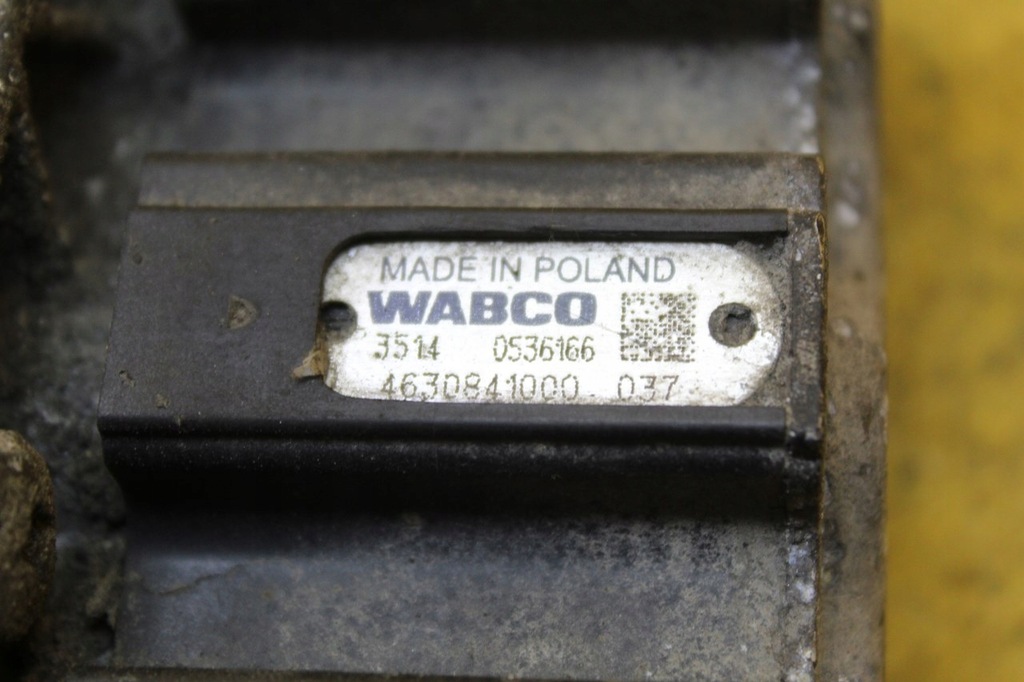 MADE IN POLAND
WABCO
3514 0536166
4630841000 037